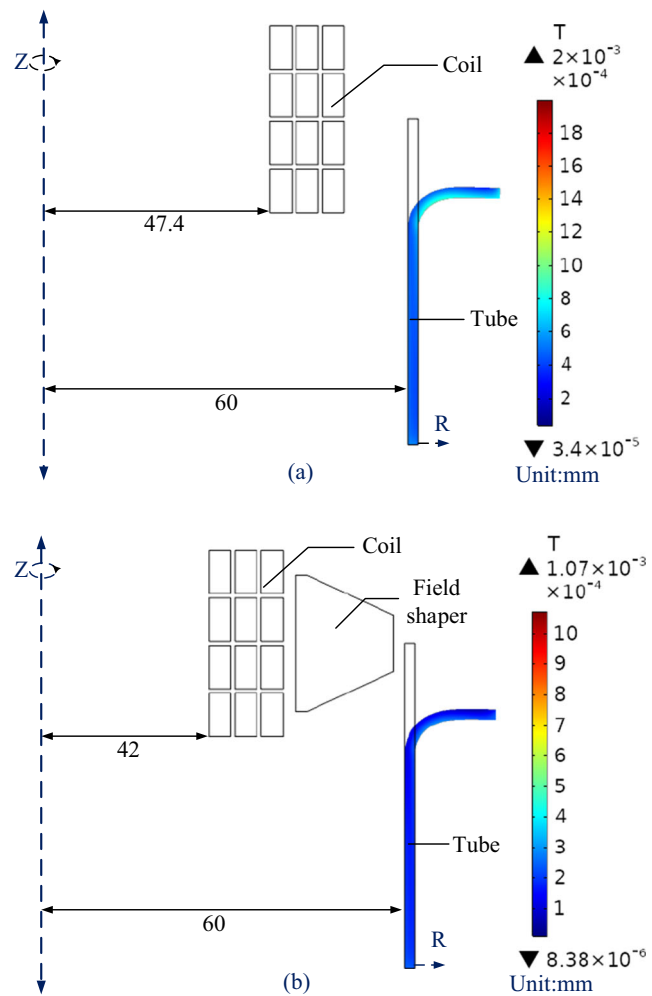 T
▲ 2×10⁻³
×10⁻⁴
Z
Coil
18
16
14
12
10
8
6
4
2
47.4
Tube
60
R
▼ 3.4×10⁻⁵
(a)
Unit:mm
T
▲ 1.07×10⁻³
×10⁻⁴
Z
Coil
Field
shaper
10
9
8
7
6
5
4
3
2
1
42
Tube
60
R
▼ 8.38×10⁻⁶
(b)
Unit:mm